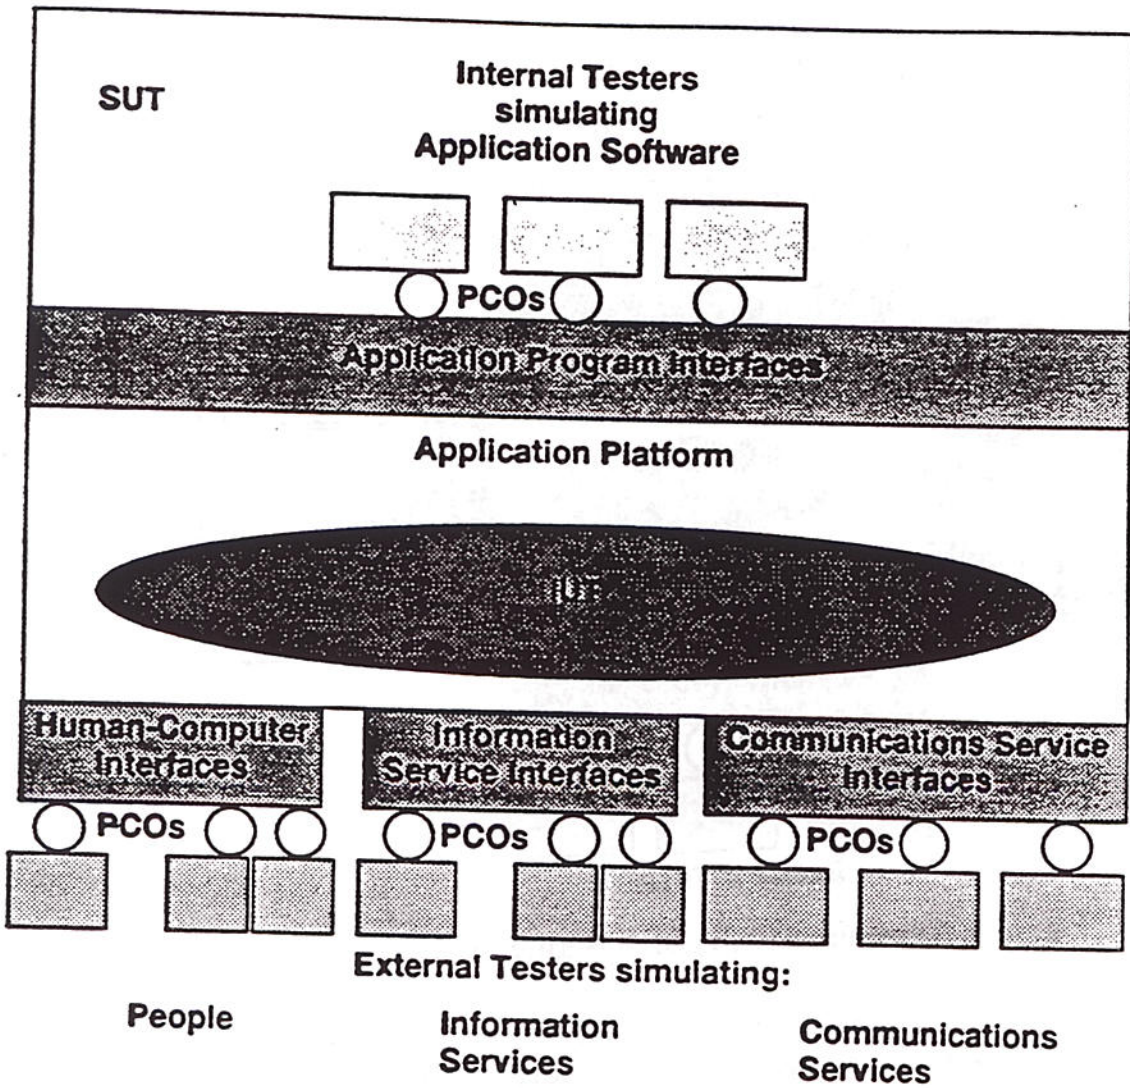 SUT
Internal Testers
simulating
Application Software
PCOs
Application Program Interfaces
Application Platform
IUT
Human-Computer
Interfaces
Information
Service Interfaces
Communications Service
Interfaces
PCOs
PCOs
PCOs
External Testers simulating:
People
Information
Services
Communications
Services